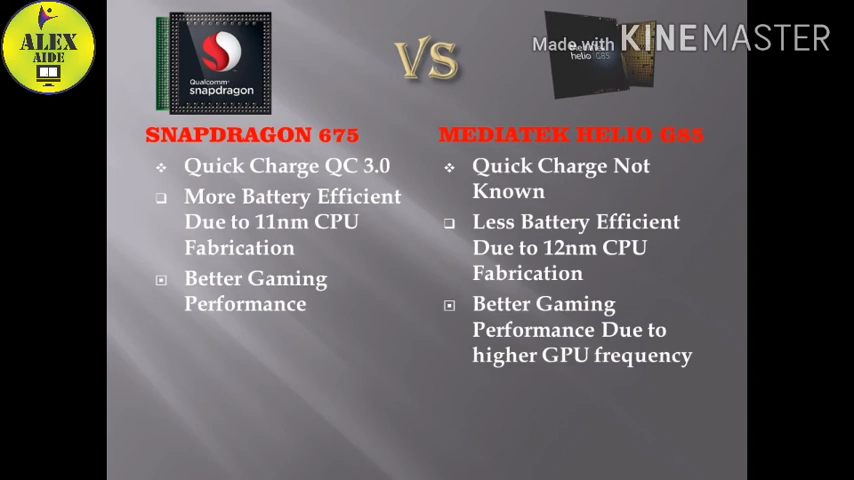 ALEX
AIDE
Qualcomm
snapdragon
VS
Made with KINEMASTER
helio G85
SNAPDRAGON 675
Quick Charge QC 3.0
More Battery Efficient
Due to 11nm CPU
Fabrication
Better Gaming
Performance
MEDIATEK HELIO G85
Quick Charge Not
Known
Less Battery Efficient
Due to 12nm CPU
Fabrication
Better Gaming
Performance Due to
higher GPU frequency